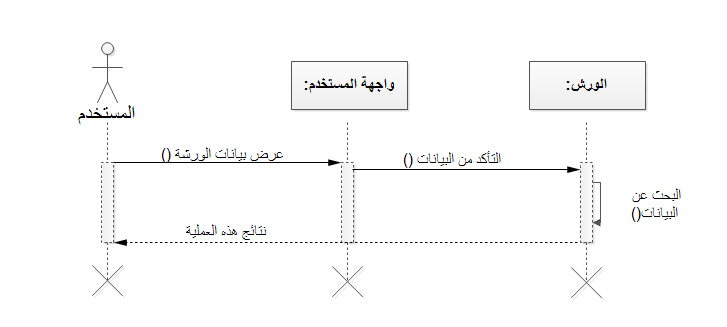 المستخدم
واجهة المستخدم:
الورش:
عرض بيانات الورشة ()
التأكد من البيانات ()
البحث عن
البيانات()
نتائج هذه العملية